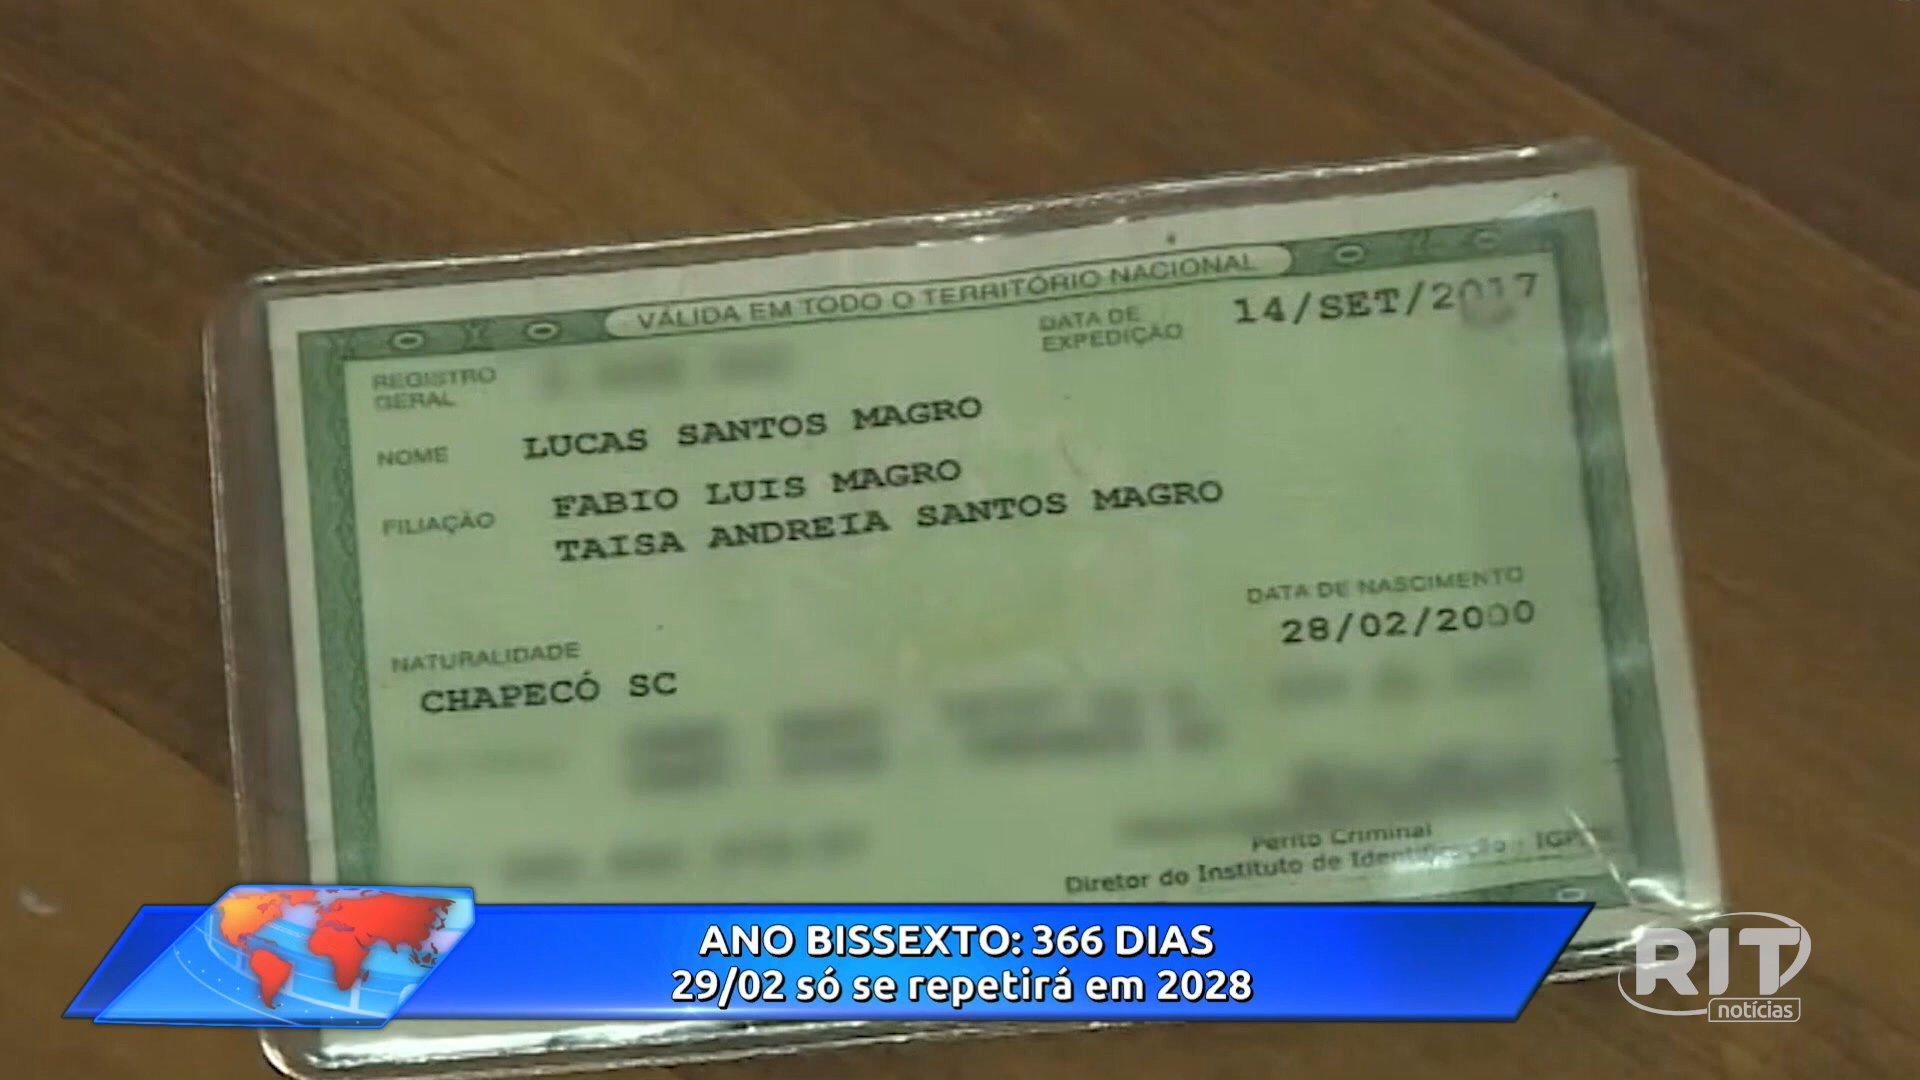 VÁLIDA EM TODO O TERRITÓRIO NACIONAL
REGISTRO
GERAL
DATA DE
EXPEDIÇÃO
14/SET/2017
NOME
LUCAS SANTOS MAGRO
FILIAÇÃO
FABIO LUIS MAGRO
TAISA ANDREIA SANTOS MAGRO
NATURALIDADE
CHAPECÓ SC
DATA DE NASCIMENTO
28/02/2000
Perito Criminal
Diretor do Instituto de Identificação - IGP
ANO BISSEXTO: 366 DIAS
29/02 só se repetirá em 2028
RIT
notícias